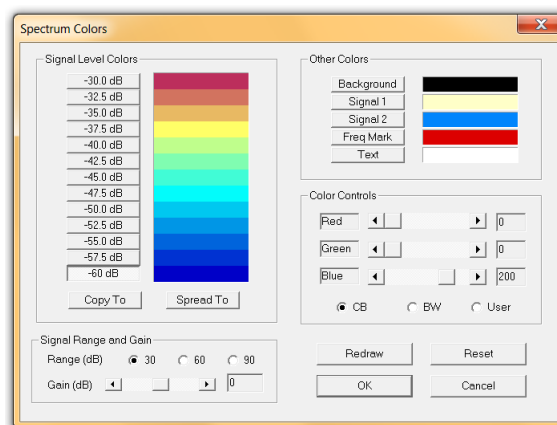 Spectrum Colors
Signal Level Colors
-30.0 dB
-32.5 dB
-35.0 dB
-37.5 dB
-40.0 dB
-42.5 dB
-45.0 dB
-47.5 dB
-50.0 dB
-52.5 dB
-55.0 dB
-57.5 dB
-60 dB
Copy To
Spread To
Signal Range and Gain
Range (dB) 30 60 90
Gain (dB) 0
Other Colors
Background
Signal 1
Signal 2
Freq Mark
Text
Color Controls
Red 0
Green 0
Blue 200
CB BW User
Redraw
Reset
OK
Cancel